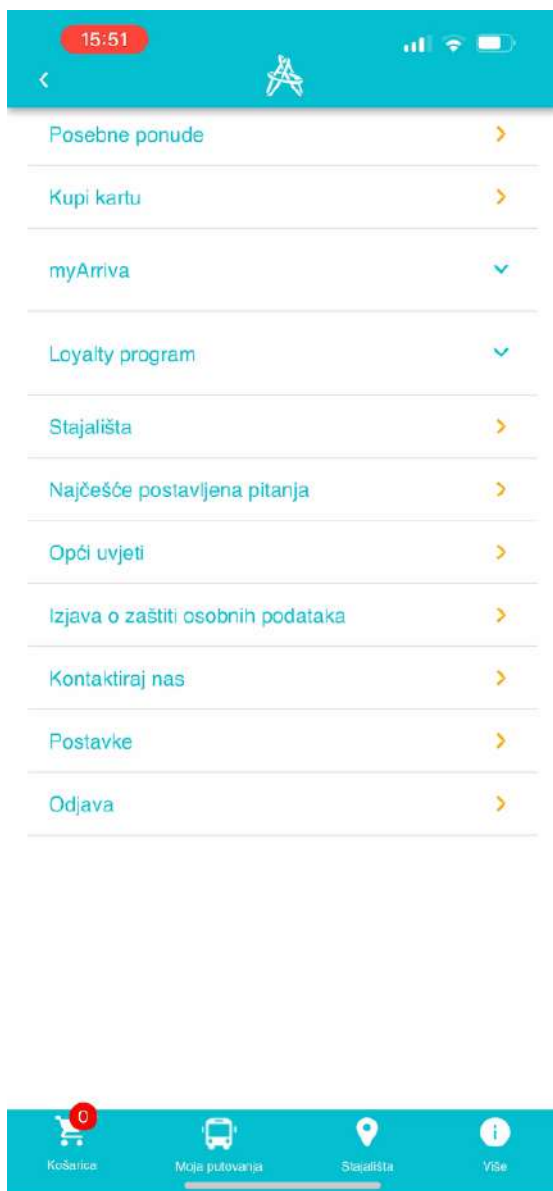 15:51
Posebne ponude
Kupi kartu
myArriva
Loyalty program
Stajališta
Najčešće postavljena pitanja
Opći uvjeti
Izjava o zaštiti osobnih podataka
Kontaktiraj nas
Postavke
Odjava
0
Košarica
Moja putovanja
Stajališta
Više